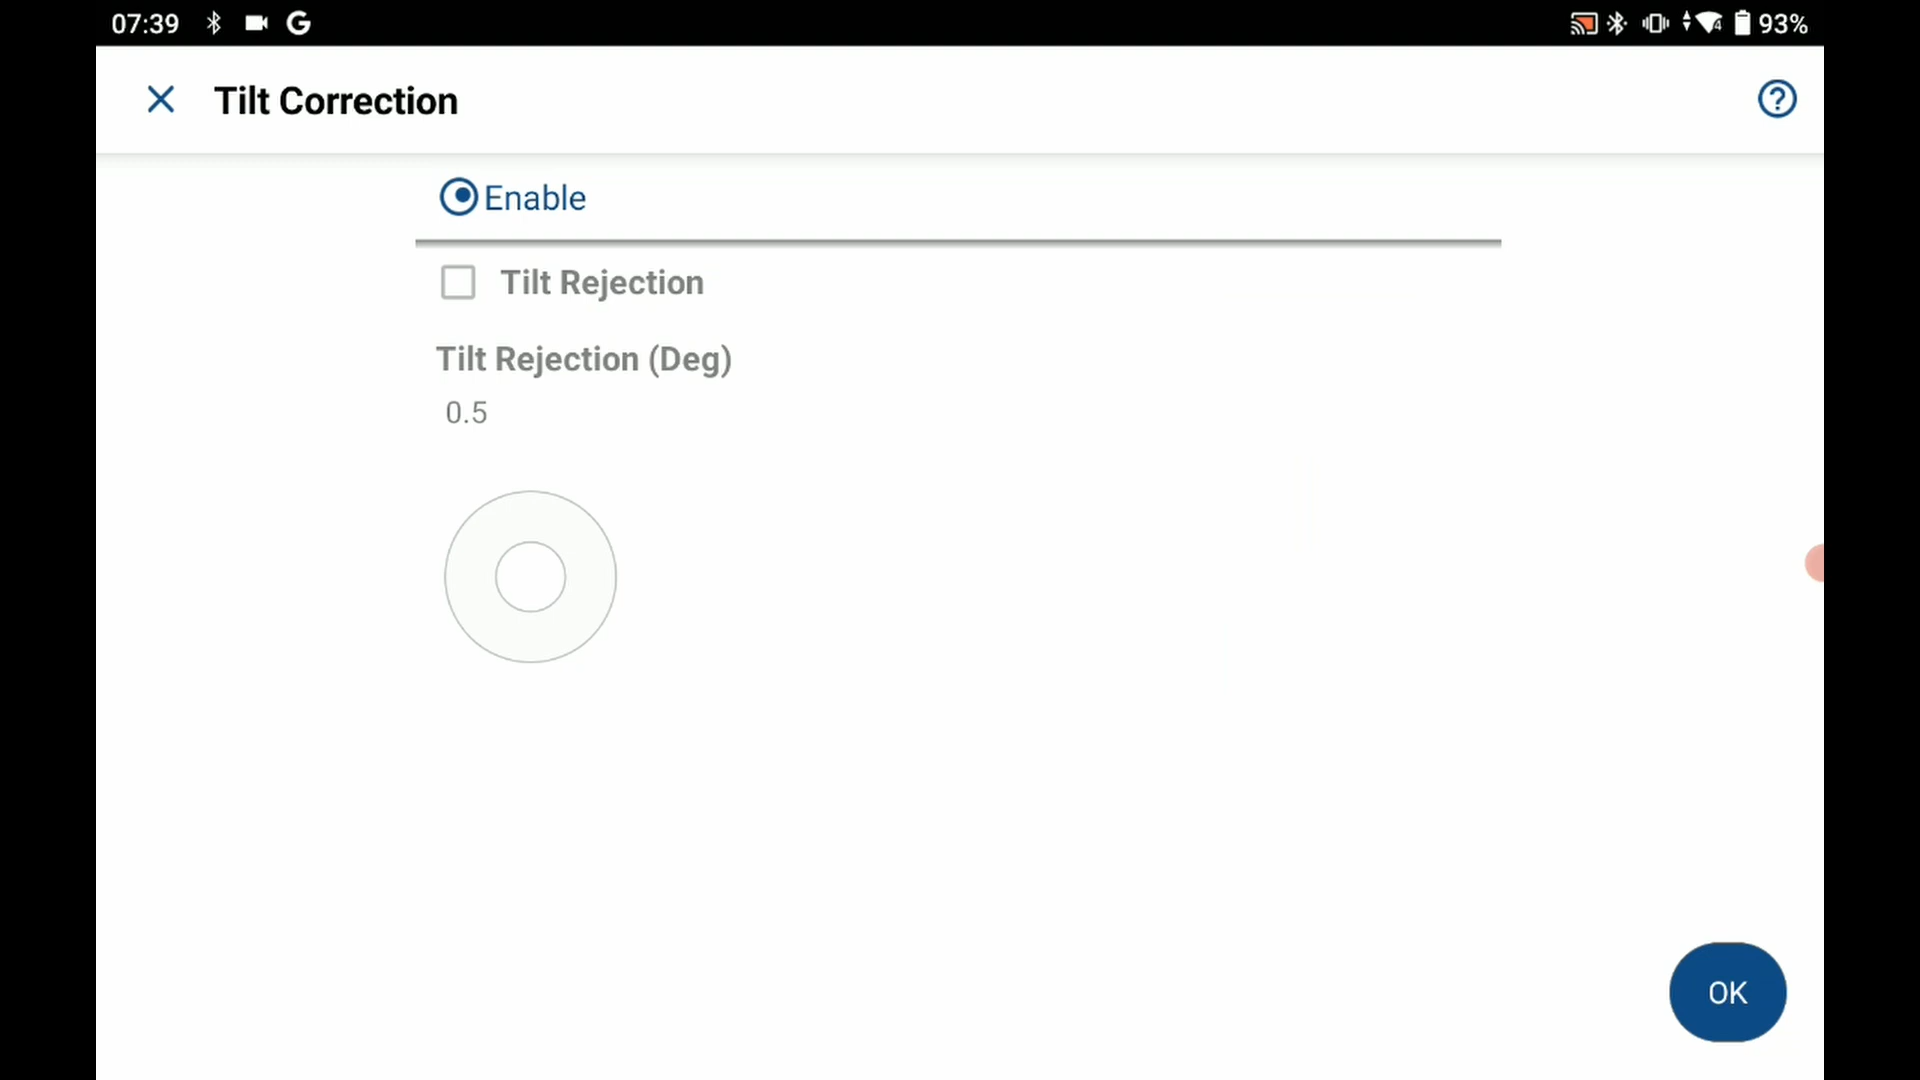 07:39 93%
Tilt Correction
Enable
Tilt Rejection
Tilt Rejection (Deg)
0.5
OK